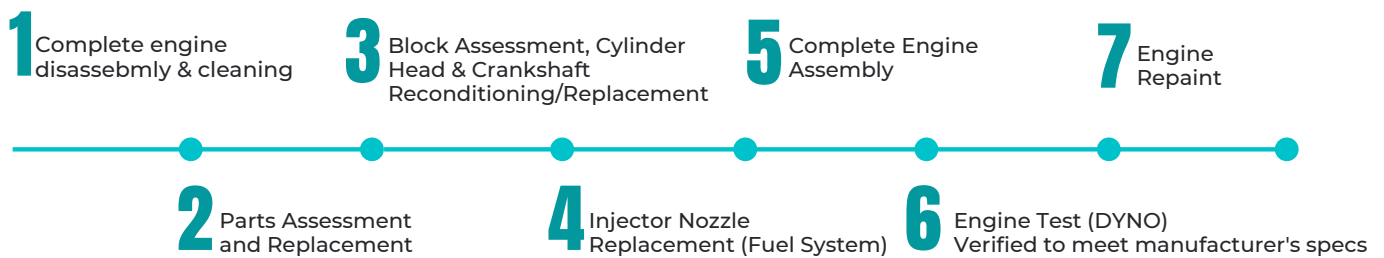 1 Complete engine
disassebmly & cleaning
2 Parts Assessment
and Replacement
3 Block Assessment, Cylinder
Head & Crankshaft
Reconditioning/Replacement
4 Injector Nozzle
Replacement (Fuel System)
5 Complete Engine
Assembly
6 Engine Test (DYNO)
Verified to meet manufacturer's specs
7 Engine
Repaint